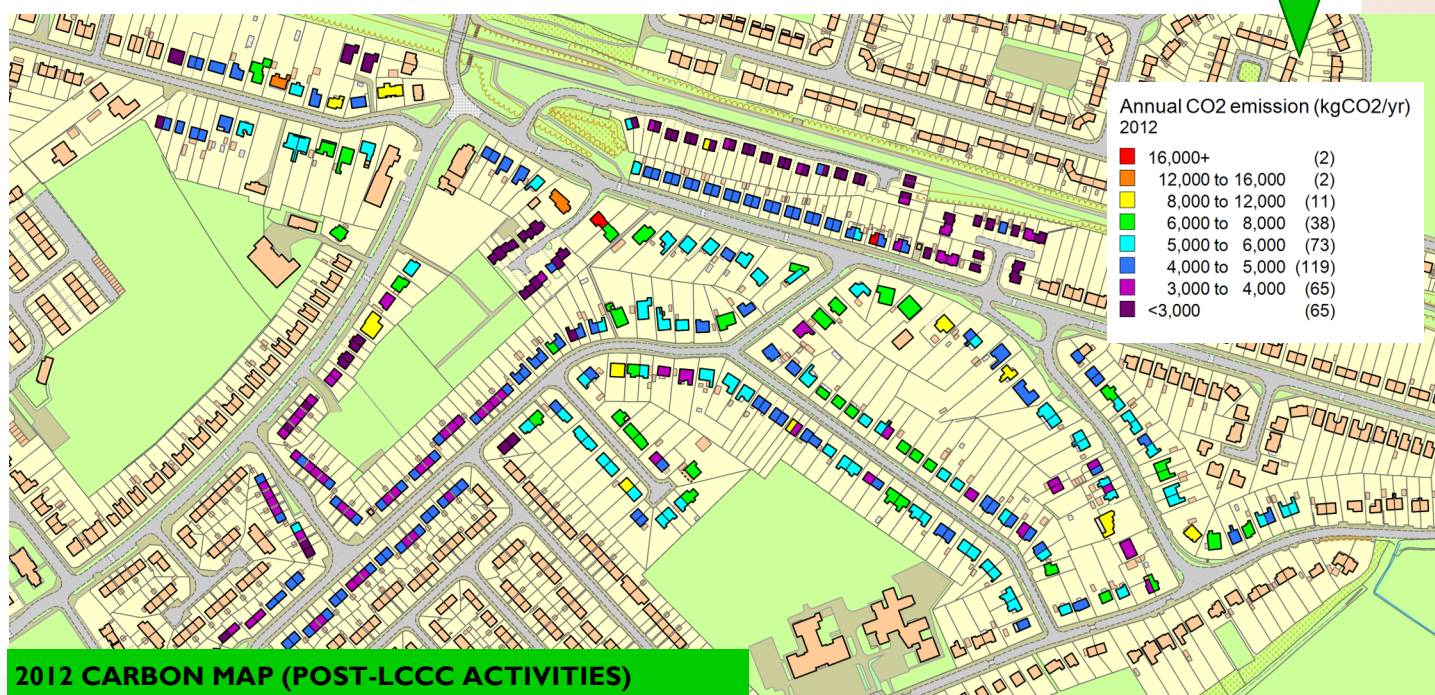 Annual CO2 emission (kgCO2/yr)
2012
16,000+ (2)
12,000 to 16,000 (2)
8,000 to 12,000 (11)
6,000 to 8,000 (38)
5,000 to 6,000 (73)
4,000 to 5,000 (119)
3,000 to 4,000 (65)
<3,000 (65)
2012 CARBON MAP (POST-LCCC ACTIVITIES)